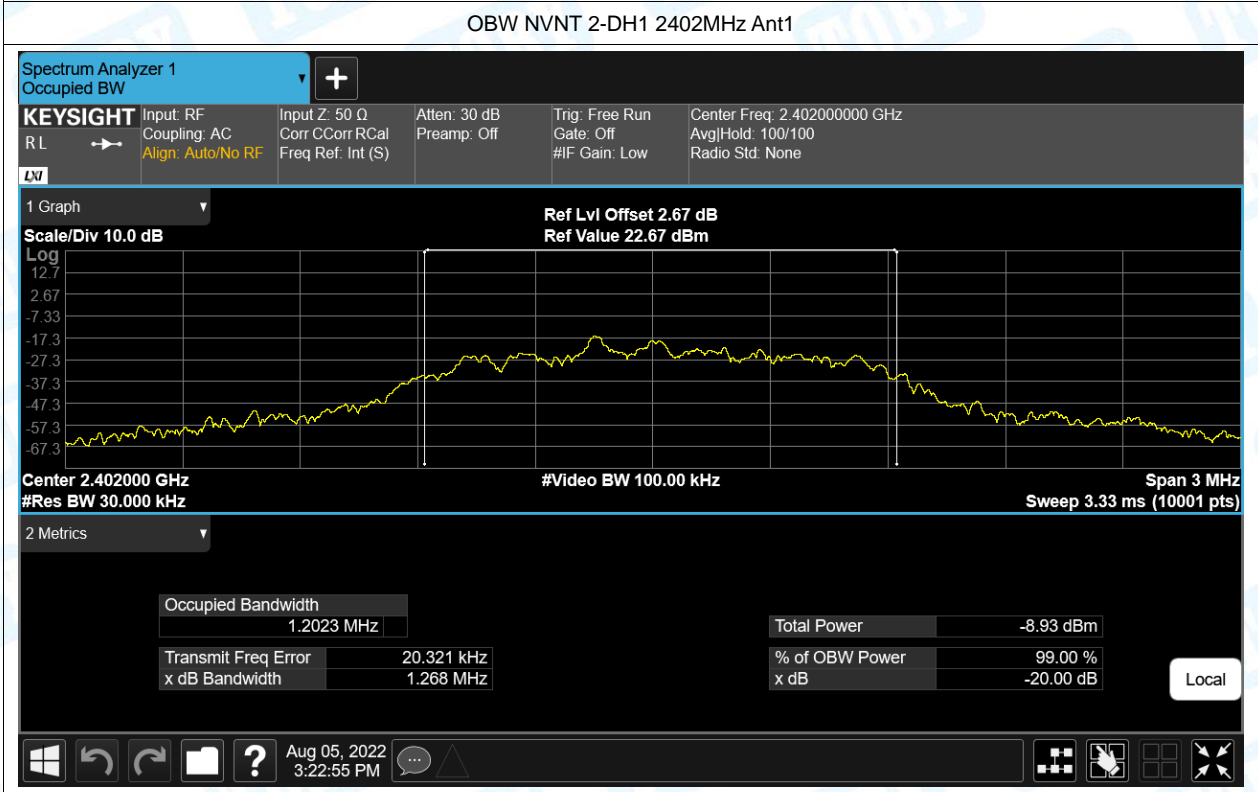 OBW NVNT 2-DH1 2402MHz Ant1
Spectrum Analyzer 1
Occupied BW
KEYSIGHT
R L
LXI
Input: RF
Coupling: AC
Align: Auto/No RF
Input Z: 50 Ω
Corr CCorr RCal
Freq Ref: Int (S)
Atten: 30 dB
Preamp: Off
Trig: Free Run
Gate: Off
#IF Gain: Low
Center Freq: 2.402000000 GHz
Avg|Hold: 100/100
Radio Std: None
1 Graph
Scale/Div 10.0 dB
Ref Lvl Offset 2.67 dB
Ref Value 22.67 dBm
Log
12.7
2.67
-7.33
-17.3
-27.3
-37.3
-47.3
-57.3
-67.3
Center 2.402000 GHz
#Video BW 100.00 kHz
Span 3 MHz
#Res BW 30.000 kHz
Sweep 3.33 ms (10001 pts)
2 Metrics
Occupied Bandwidth
1.2023 MHz
Total Power -8.93 dBm
Transmit Freq Error 20.321 kHz
% of OBW Power 99.00 %
x dB Bandwidth 1.268 MHz
x dB -20.00 dB
Local
?
Aug 05, 2022
3:22:55 PM